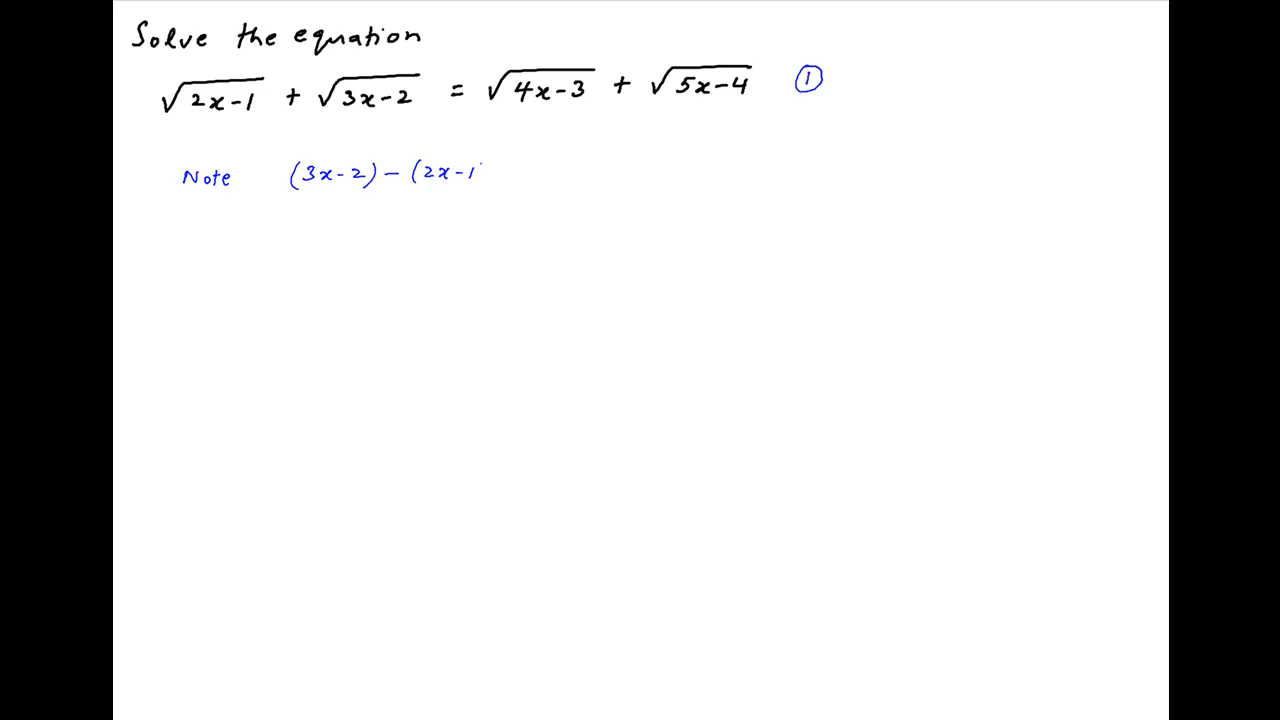 Solve the equation
√(2x-1) + √(3x-2) = √(4x-3) + √(5x-4) ①
Note (3x-2) - (2x-1